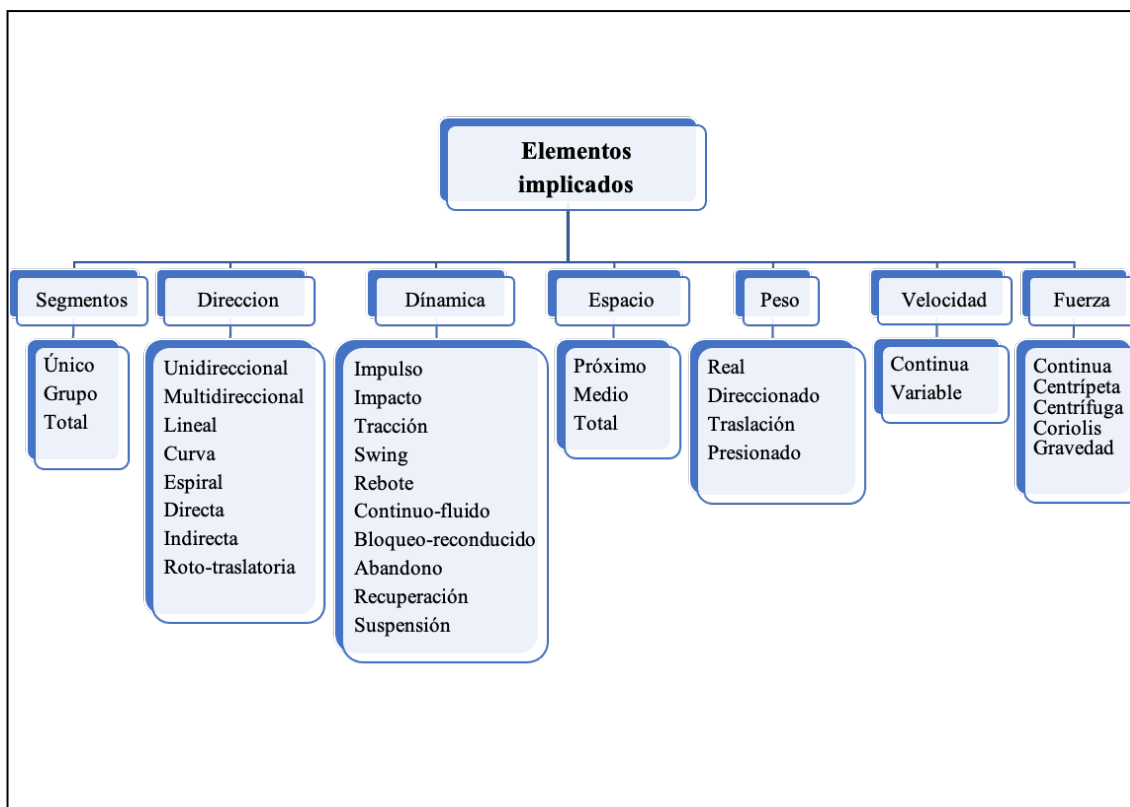 Elementos
implicados
Segmentos
Direccion
Dínamica
Espacio
Peso
Velocidad
Fuerza
Único
Grupo
Total
Unidireccional
Multidireccional
Lineal
Curva
Espiral
Directa
Indirecta
Roto-traslatoria
Impulso
Impacto
Tracción
Swing
Rebote
Continuo-fluido
Bloqueo-reconducido
Abandono
Recuperación
Suspensión
Próximo
Medio
Total
Real
Direccionado
Traslación
Presionado
Continua
Variable
Continua
Centrípeta
Centrífuga
Coriolis
Gravedad